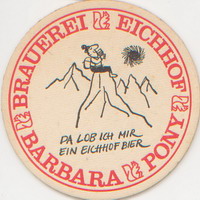 BRAUEREI EICHHOF
DA LOB ICH MIR
EIN EICHHOF BIER
BARBARA PONY